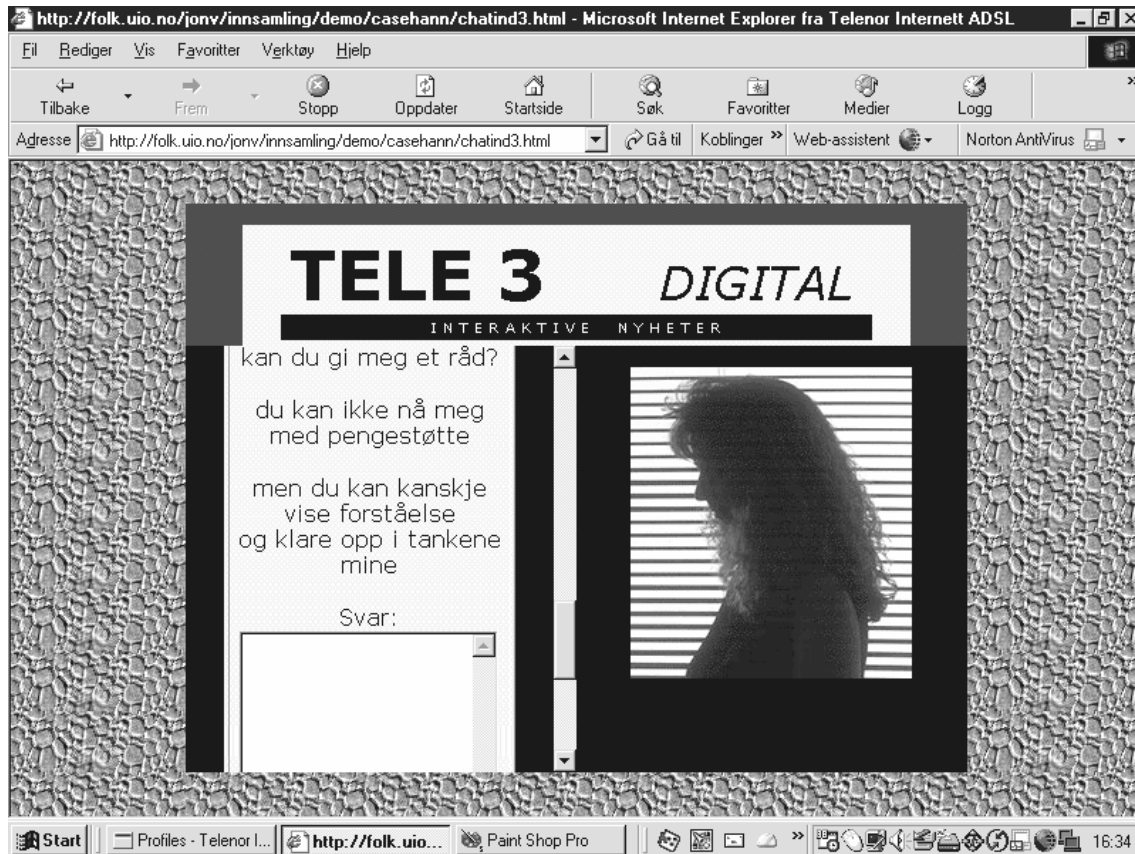 http://folk.uio.no/jonv/innsamling/demo/casehann/chatind3.html - Microsoft Internet Explorer fra Telenor Internett ADSL
Fil Rediger Vis Favoritter Verktøy Hjelp
Tilbake Frem Stopp Oppdater Startside Søk Favoritter Medier Logg »
Adresse http://folk.uio.no/jonv/innsamling/demo/casehann/chatind3.html Gå til Koblinger » Web-assistent Norton AntiVirus
TELE 3 DIGITAL
INTERAKTIVE NYHETER
kan du gi meg et råd?
du kan ikke nå meg
med pengestøtte
men du kan kanskje
vise forståelse
og klare opp i tankene
mine
Svar:
Start Profiles - Telenor I... http://folk.uio... Paint Shop Pro » 16:34